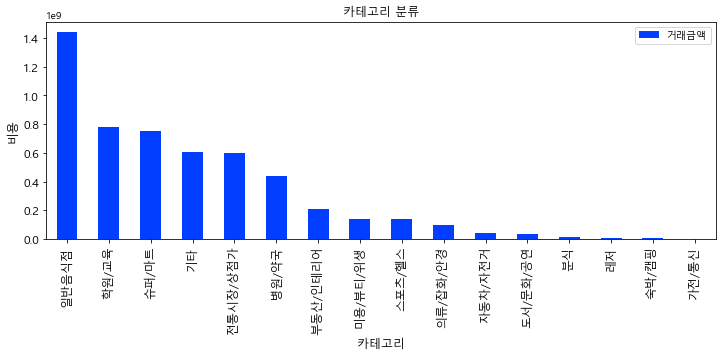 카테고리 분류
1e9
거래금액
비용
1.4
1.2
1.0
0.8
0.6
0.4
0.2
0.0
일반음식점
학원/교육
슈퍼/마트
기타
전통시장/상점가
병원/약국
부동산/인테리어
미용/뷰티/위생
스포츠/헬스
의류/잡화/안경
자동차/자전거
도서/문화/공연
분식
레저
숙박/캠핑
가전/통신
카테고리